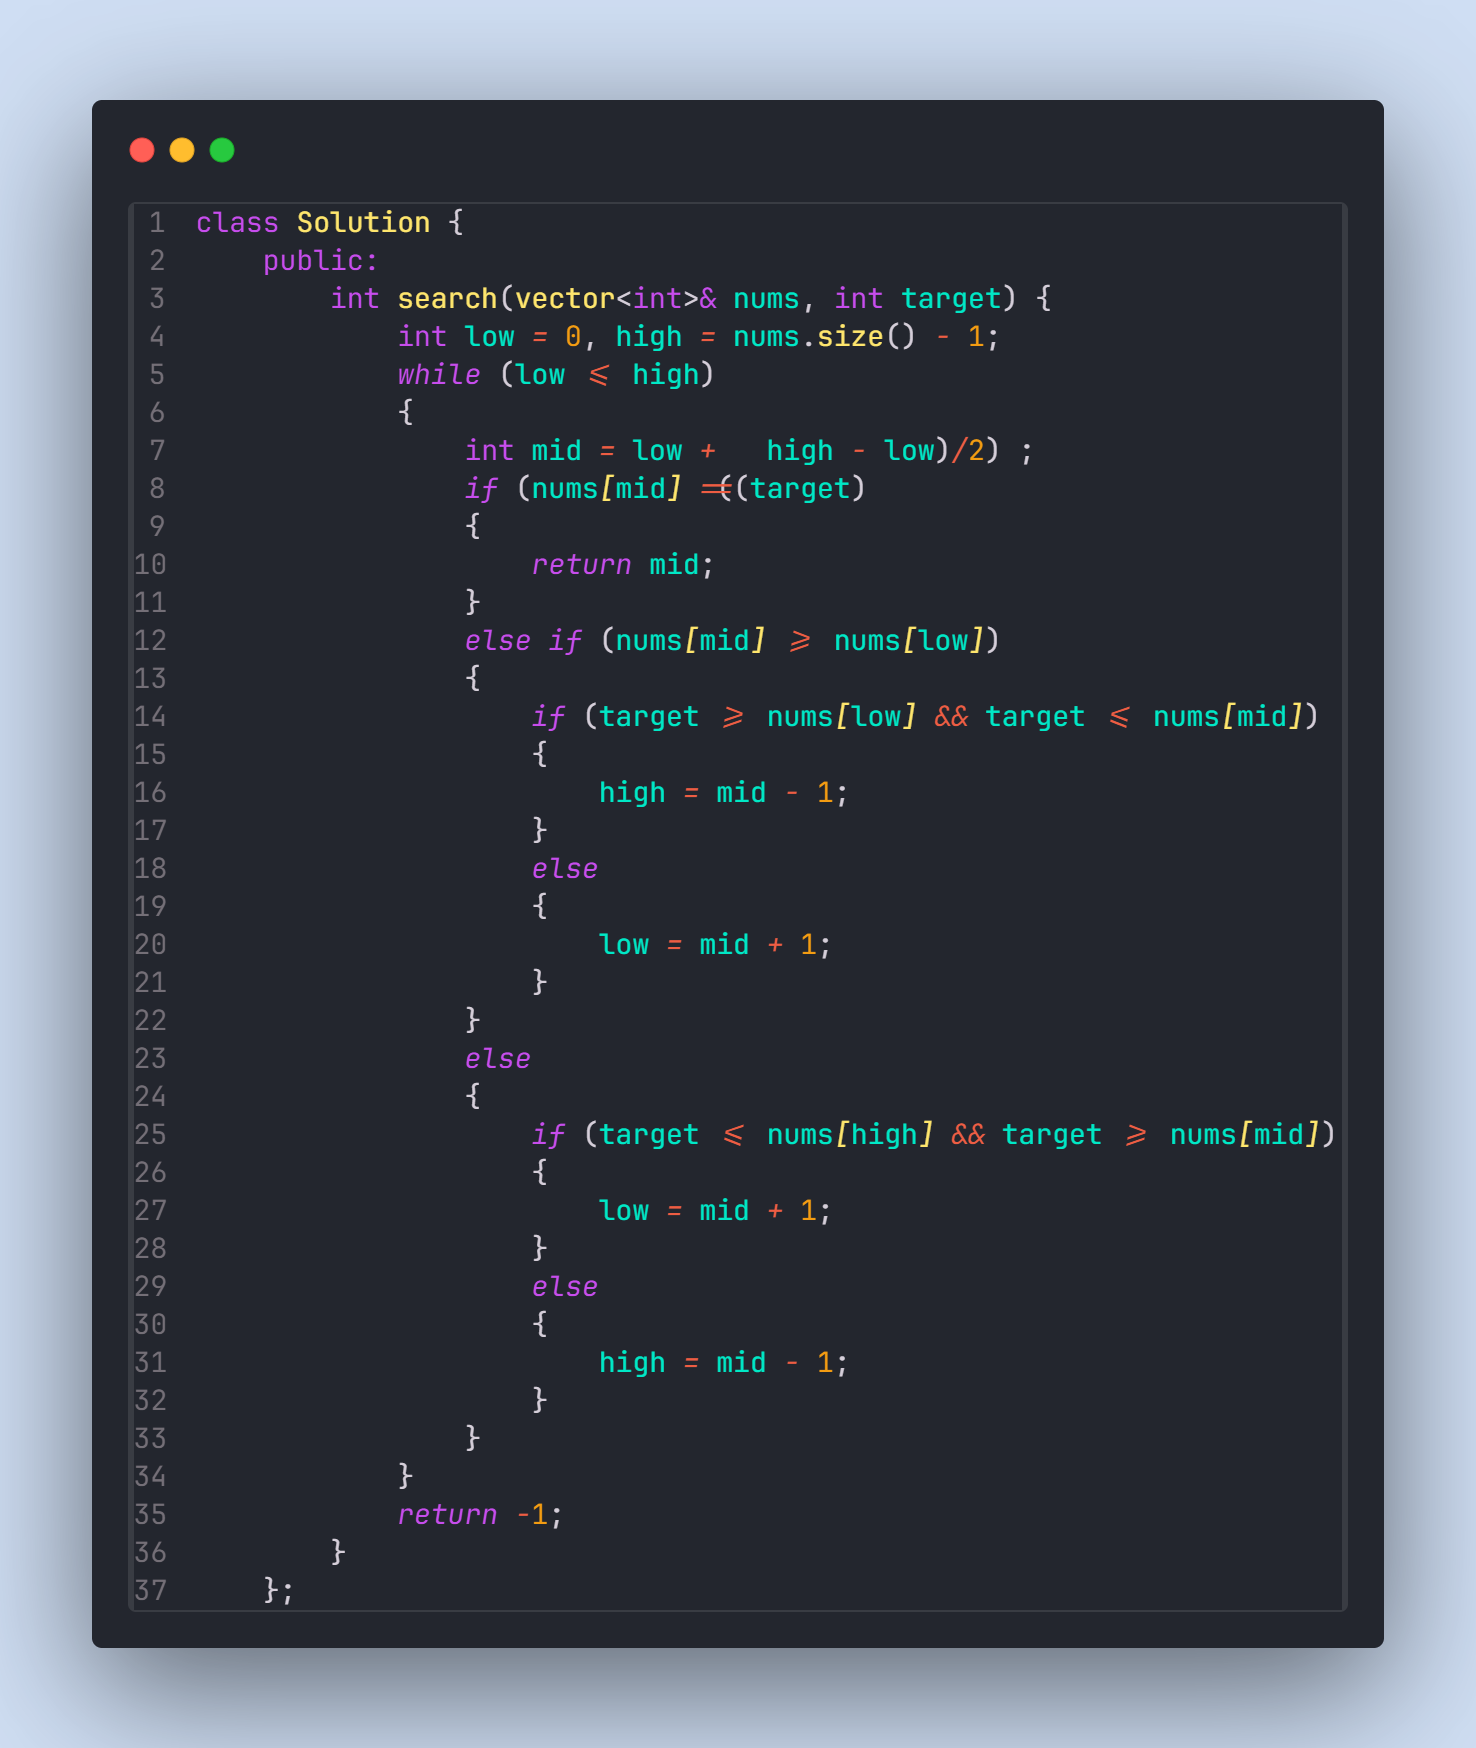 1 class Solution {
2     public:
3         int search(vector<int>& nums, int target) {
4             int low = 0, high = nums.size() - 1;
5             while (low <= high)
6             {
7                 int mid = low +   high - low)/2) ;
8                 if (nums[mid] ==((target)
9                 {
10                     return mid;
11                 }
12                 else if (nums[mid] >= nums[low])
13                 {
14                     if (target >= nums[low] && target <= nums[mid])
15                     {
16                         high = mid - 1;
17                     }
18                     else
19                     {
20                         low = mid + 1;
21                     }
22                 }
23                 else
24                 {
25                     if (target <= nums[high] && target >= nums[mid])
26                     {
27                         low = mid + 1;
28                     }
29                     else
30                     {
31                         high = mid - 1;
32                     }
33                 }
34             }
35             return -1;
36         }
37     };